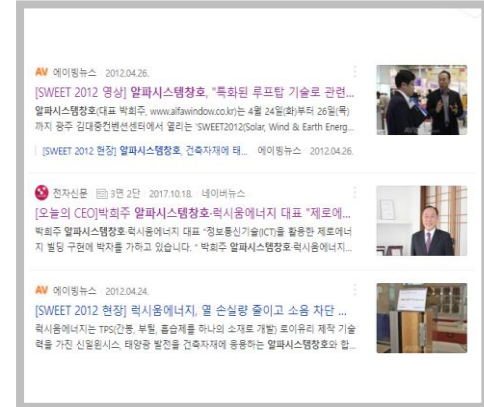 AV 에이빙뉴스 2012.04.26.
[SWEET 2012 영상] 알파시스템창호, "특화된 루프탑 기술로 관련...
알파시스템창호(대표 박희주, www.alfawindow.co.kr)는 4월 24일(화)부터 26일(목)
까지 광주 김대중컨벤션센터에서 열리는 'SWEET2012(Solar, Wind & Earth Energ...
[SWEET 2012 현장] 알파시스템창호, 건축자재에 태... 에이빙뉴스 2012.04.26.
전자신문 3면 2단 2017.10.18. 네이버뉴스
[오늘의 CEO]박희주 알파시스템창호·럭시움에너지 대표 "제로에...
박희주 알파시스템창호·럭시움에너지 대표 "정보통신기술(ICT)을 활용한 제로에너
지 빌딩 구현에 박차를 가하고 있습니다. " 박희주 알파시스템창호·럭시움에너지...
AV 에이빙뉴스 2012.04.24.
[SWEET 2012 현장] 럭시움에너지, 열 손실량 줄이고 소음 차단 ...
럭시움에너지는 TPS(간봉, 부틸, 흡습제를 하나의 소재로 개발) 로이유리 제작 기술
력을 가진 신일윈시스, 태양광 발전을 건축자재에 응용하는 알파시스템창호와 합...